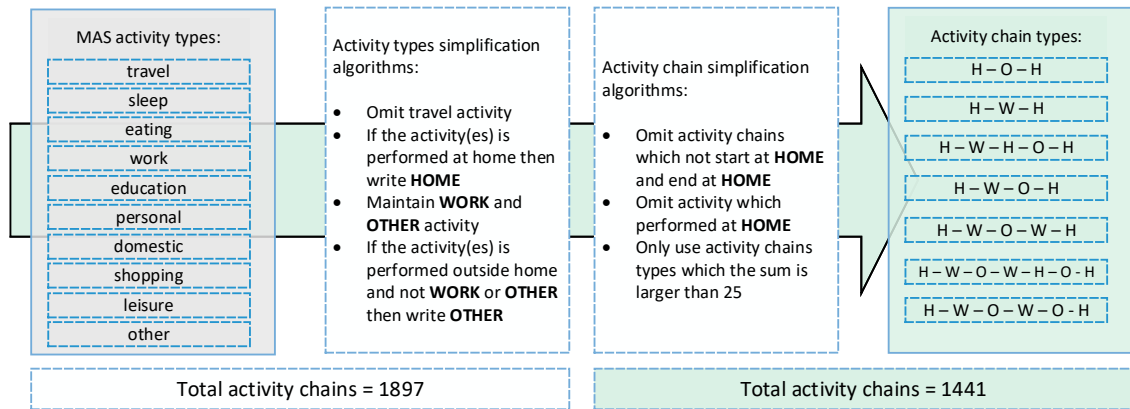 MAS activity types:
travel
sleep
eating
work
education
personal
domestic
shopping
leisure
other
Activity types simplification
algorithms:
• Omit travel activity
• If the activity(es) is
performed at home then
write HOME
• Maintain WORK and
OTHER activity
• If the activity(es) is
performed outside home
and not WORK or OTHER
then write OTHER
Activity chain simplification
algorithms:
• Omit activity chains
which not start at HOME
and end at HOME
• Omit activity which
performed at HOME
• Only use activity chains
types which the sum is
larger than 25
Activity chain types:
H – O – H
H – W – H
H – W – H – O – H
H – W – O – H
H – W – O – W – H
H – W – O – W – H – O - H
H – W – O – W – O - H
Total activity chains = 1897
Total activity chains = 1441